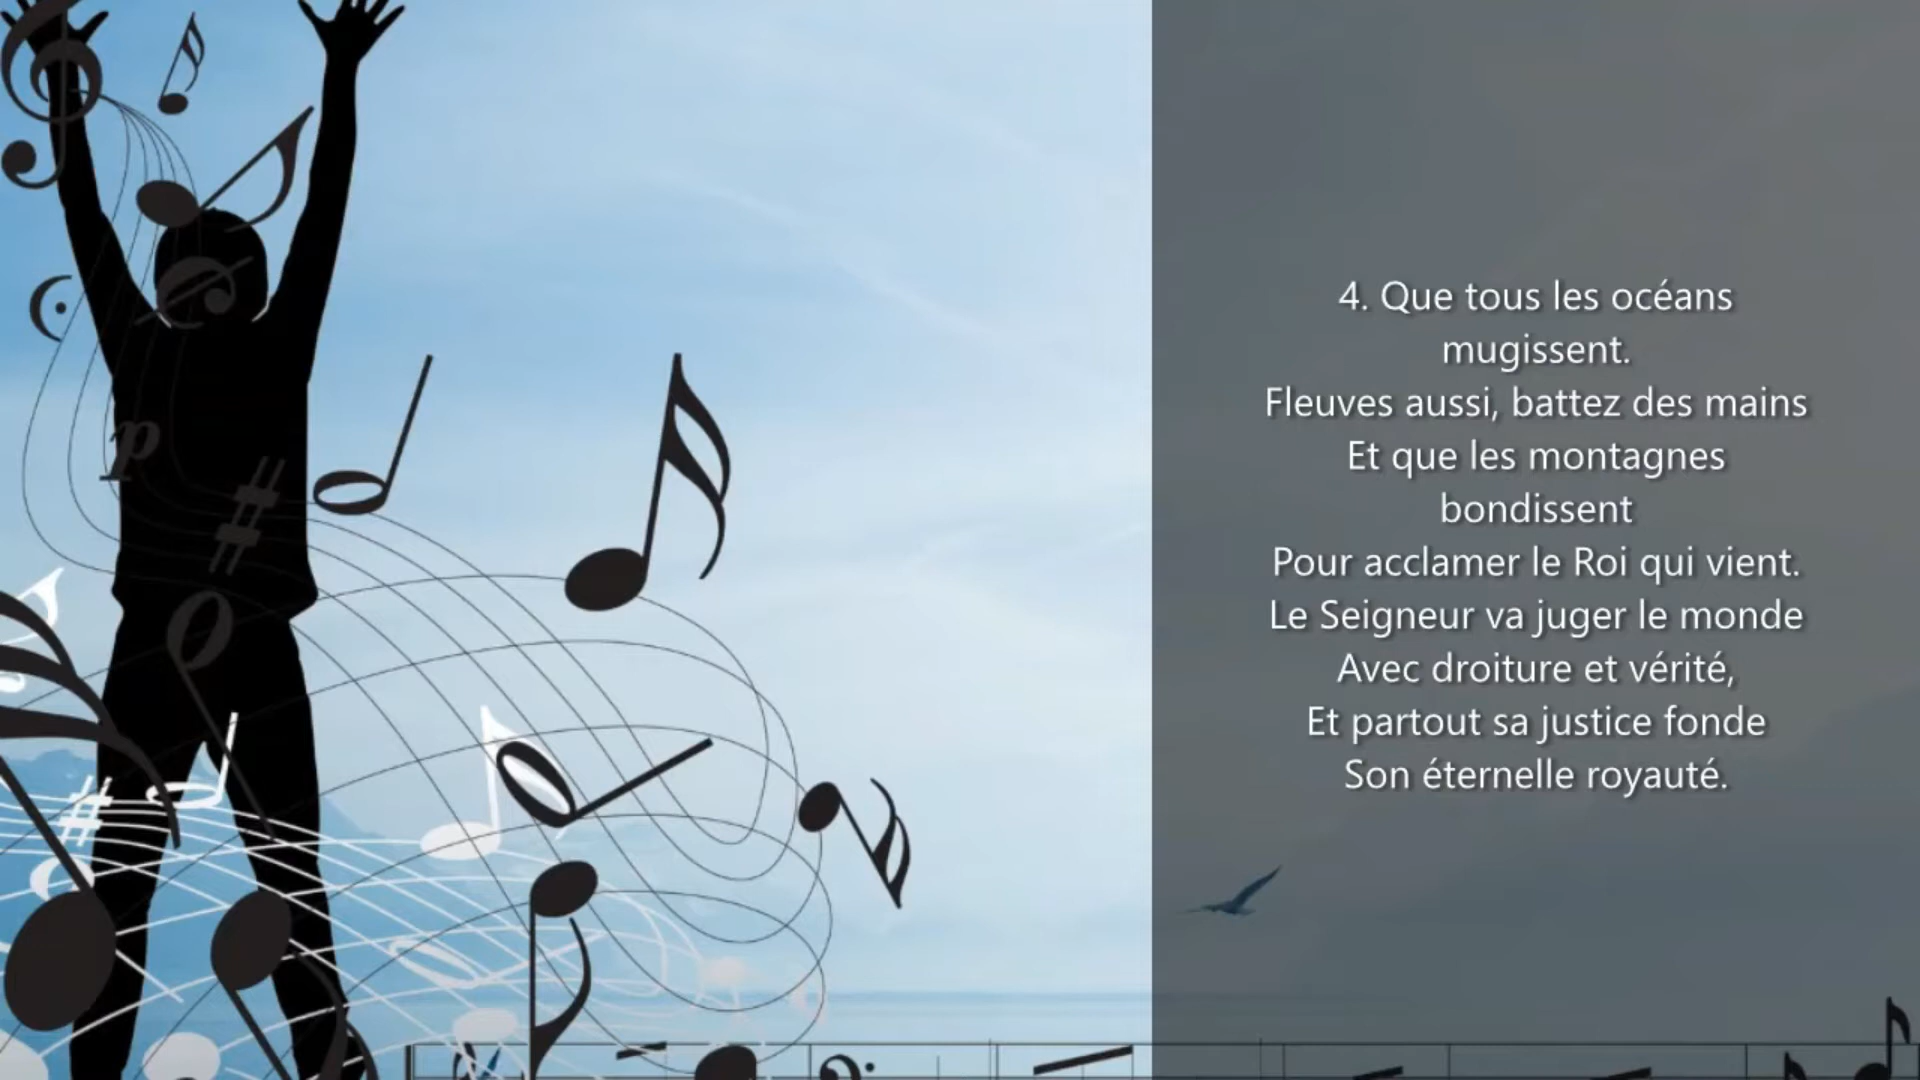 4. Que tous les océans
mugissent.
Fleuves aussi, battez des mains
Et que les montagnes
bondissent
Pour acclamer le Roi qui vient.
Le Seigneur va juger le monde
Avec droiture et vérité,
Et partout sa justice fonde
Son éternelle royauté.